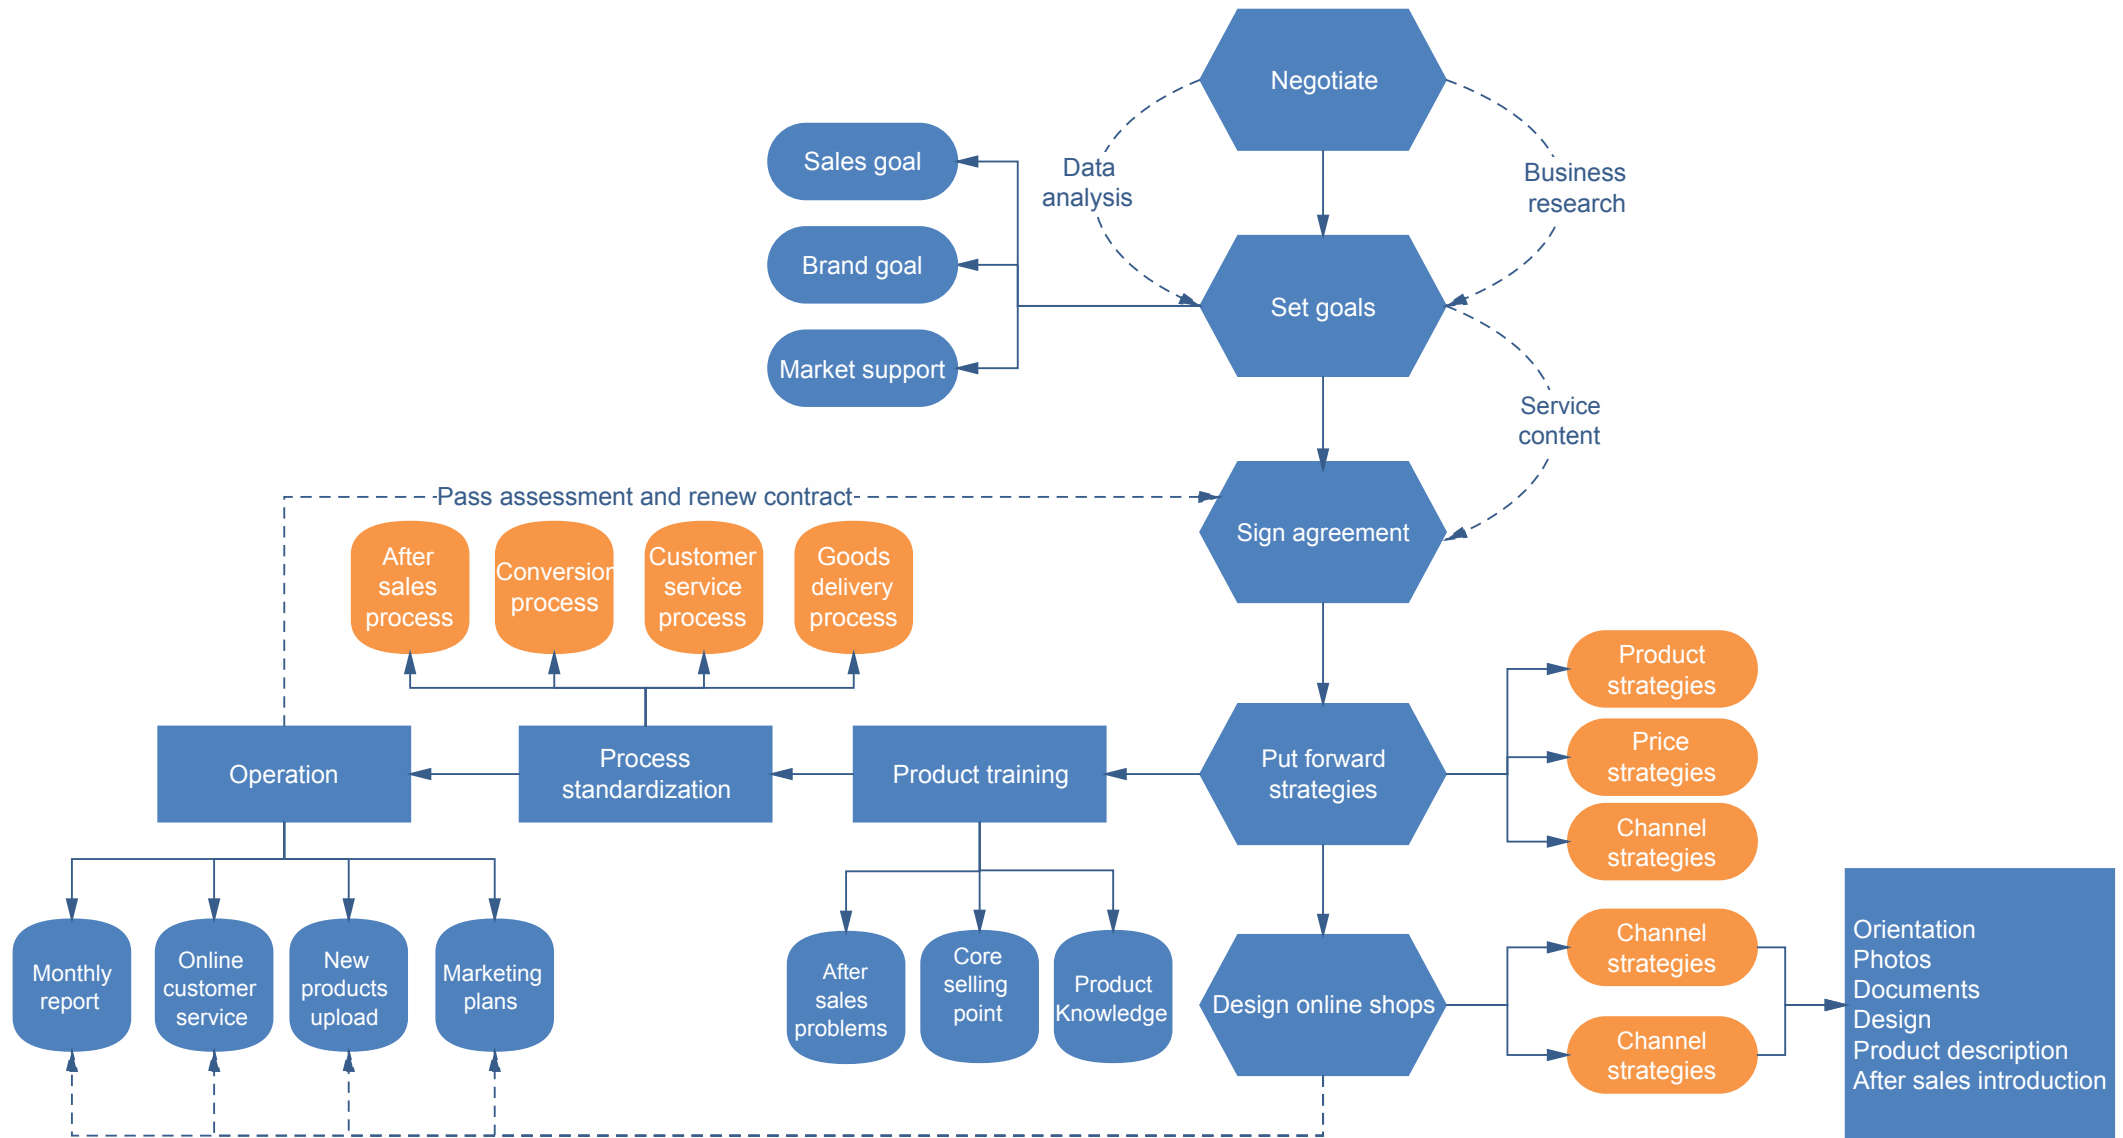 Negotiate
Data
analysis
Business
research
Sales goal
Brand goal
Market support
Set goals
Service
content
Pass assessment and renew contract
Sign agreement
After
sales
process
Conversion
process
Customer
service
process
Goods
delivery
process
Product
strategies
Price
strategies
Channel
strategies
Operation
Process
standardization
Product training
Put forward
strategies
Monthly
report
Online
customer
service
New
products
upload
Marketing
plans
After
sales
problems
Core
selling
point
Product
Knowledge
Design online shops
Channel
strategies
Channel
strategies
Orientation
Photos
Documents
Design
Product description
After sales introduction